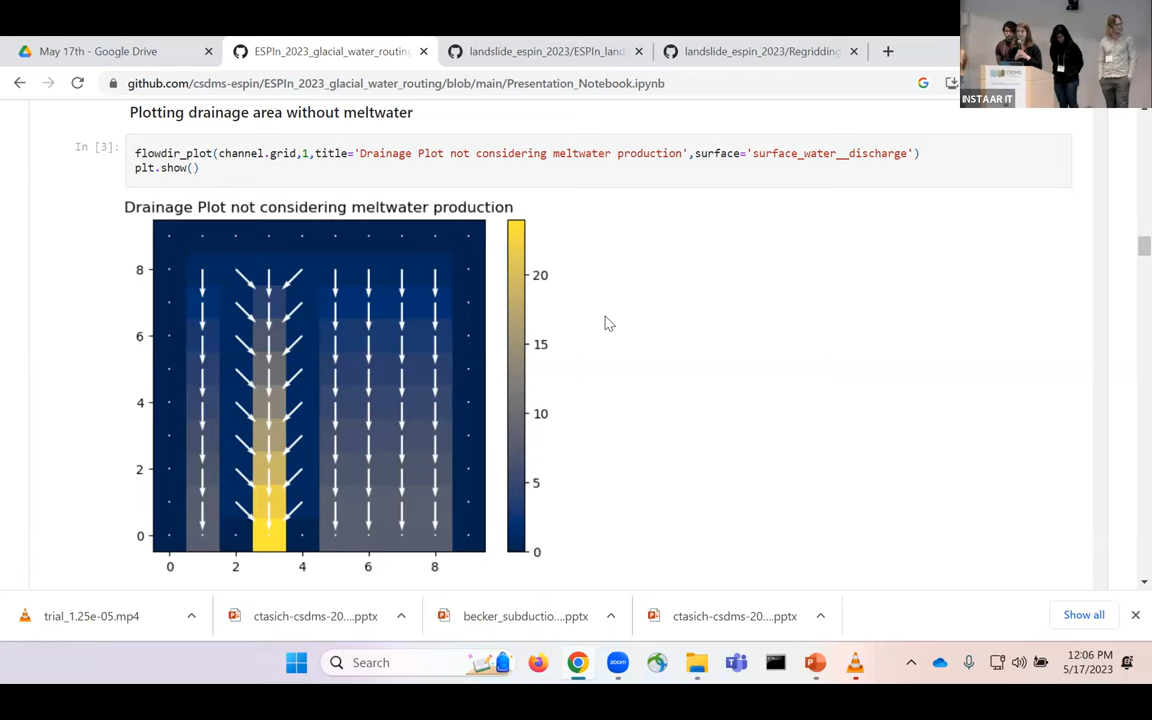 May 17th - Google Drive
ESPIn_2023_glacial_water_routing
landslide_espin_2023/ESPIn_land
landslide_espin_2023/Regridding
github.com/csdms-espin/ESPIn_2023_glacial_water_routing/blob/main/Presentation_Notebook.ipynb
CSDMS
INSTAAR IT
Plotting drainage area without meltwater
In [3]:
flowdir_plot(channel.grid,1,title='Drainage Plot not considering meltwater production',surface='surface_water__discharge')
plt.show()
Drainage Plot not considering meltwater production
8
6
4
2
0
0 2 4 6 8
20
15
10
5
0
trial_1.25e-05.mp4
ctasich-csdms-20....pptx
becker_subductio....pptx
ctasich-csdms-20....pptx
Show all
Search
zoom
12:06 PM
5/17/2023